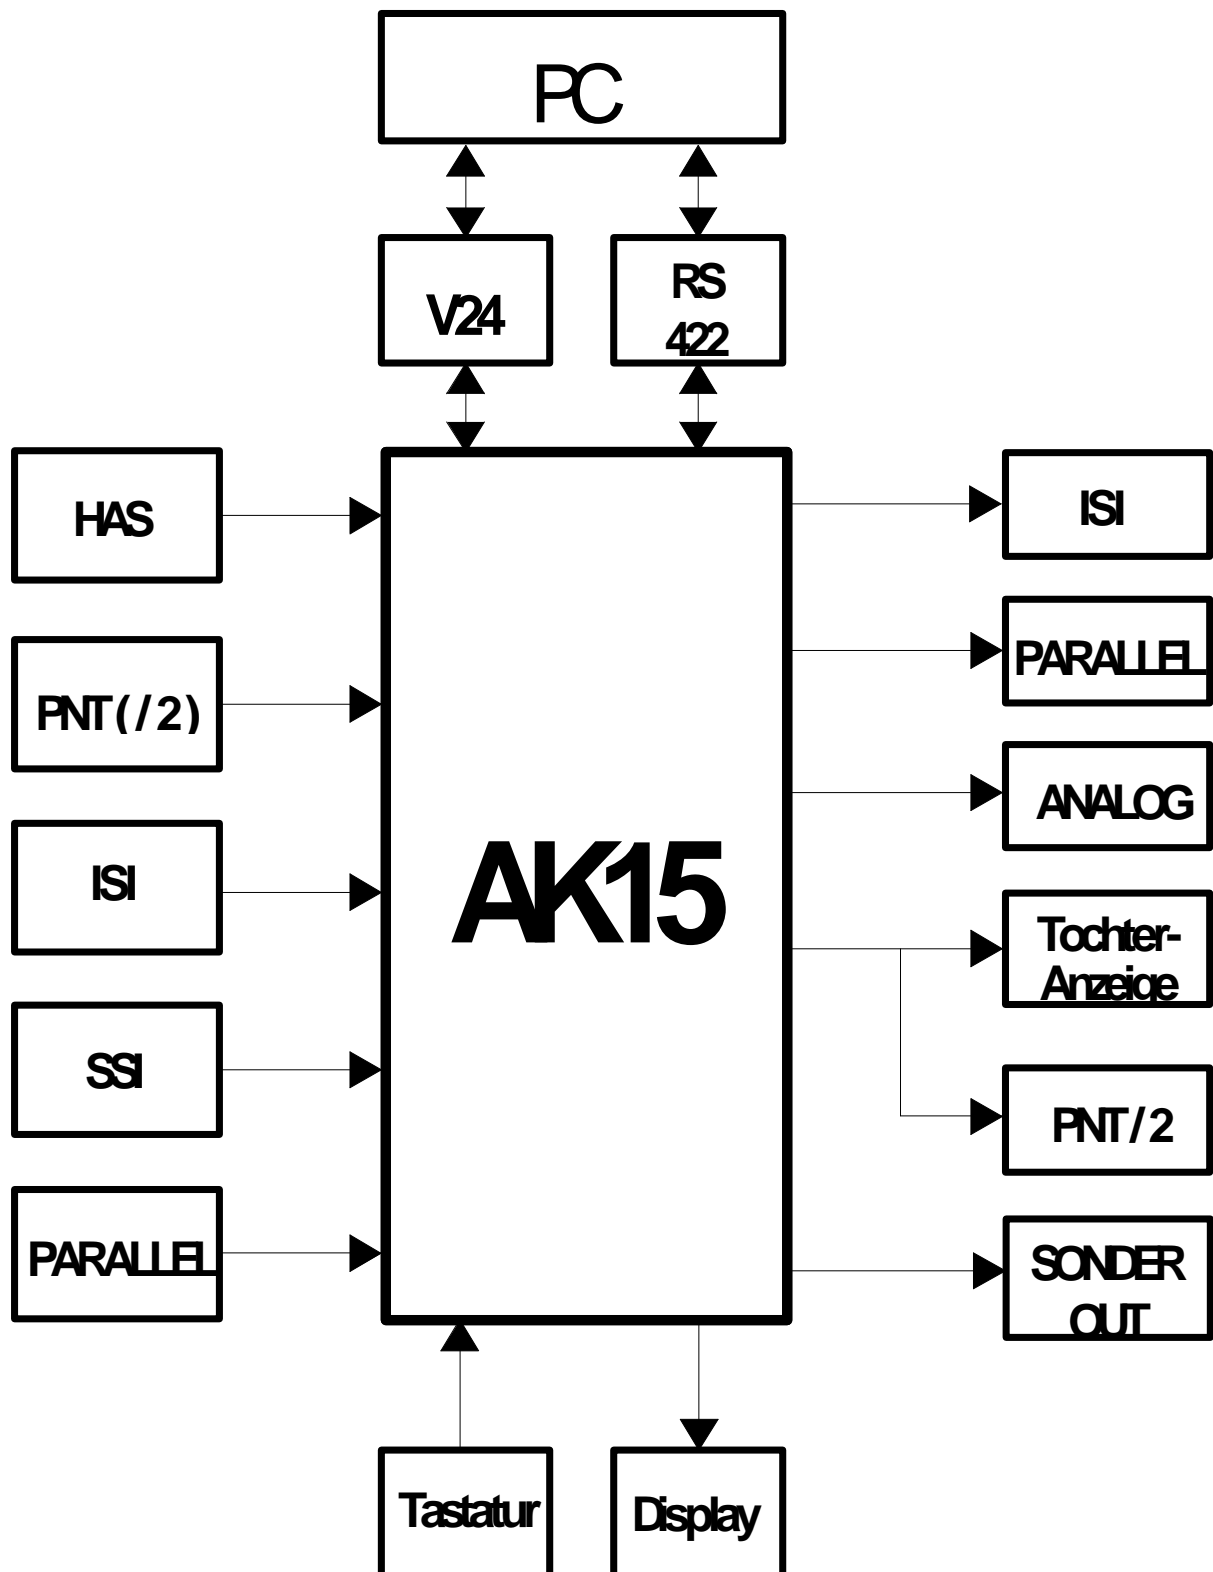 PC
V24
RS
422
HAS
PNT (/2)
ISI
SSI
PARALLEL
AK15
ISI
PARALLEL
ANALOG
Tochter-
Anzeige
PNT/2
SONDER
OUT
Tastatur
Display